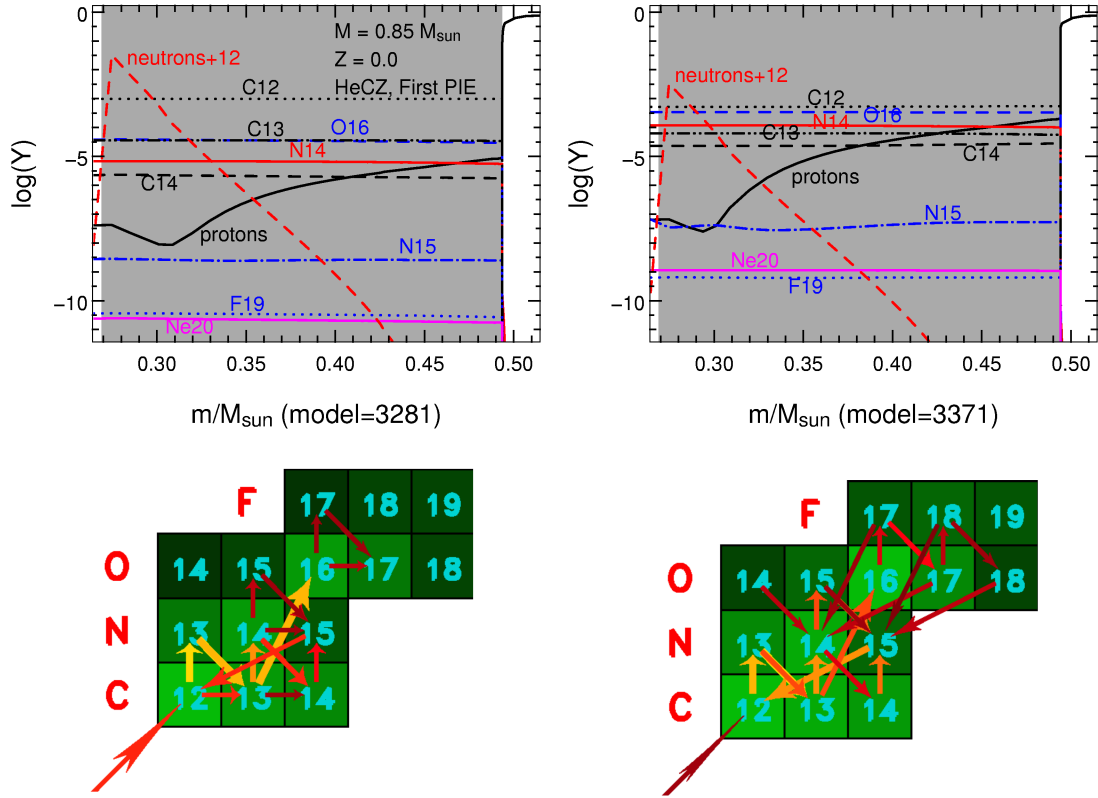 0
−5
−10
log(Y)
M = 0.85 Msun
Z = 0.0
HeCZ, First PIE
neutrons+12
C12
C13
O16
N14
C14
protons
N15
F19
Ne20
0.30
0.35
0.40
0.45
0.50
m/Msun (model=3281)
0
−5
−10
log(Y)
neutrons+12
C12
O16
N14
C13
C14
protons
N15
Ne20
F19
0.30
0.35
0.40
0.45
0.50
m/Msun (model=3371)
F 17 18 19
O 14 15 16 17 18
N 13 14 15
C 12 13 14
F 17 18 19
O 14 15 16 17 18
N 13 14 15
C 12 13 14